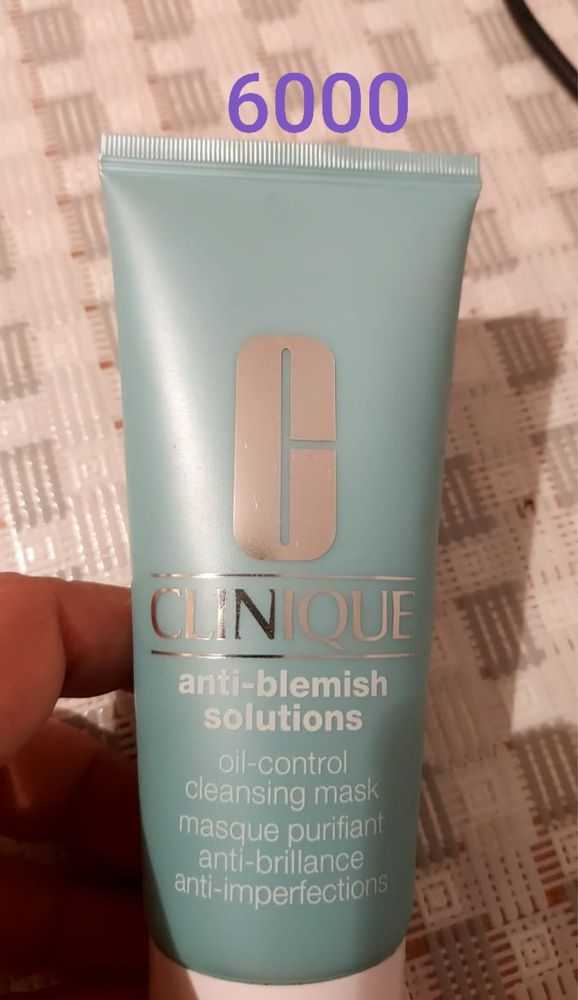 6000
C
CLINIQUE
anti-blemish
solutions
oil-control
cleansing mask
masque purifiant
anti-brillance
anti-imperfections